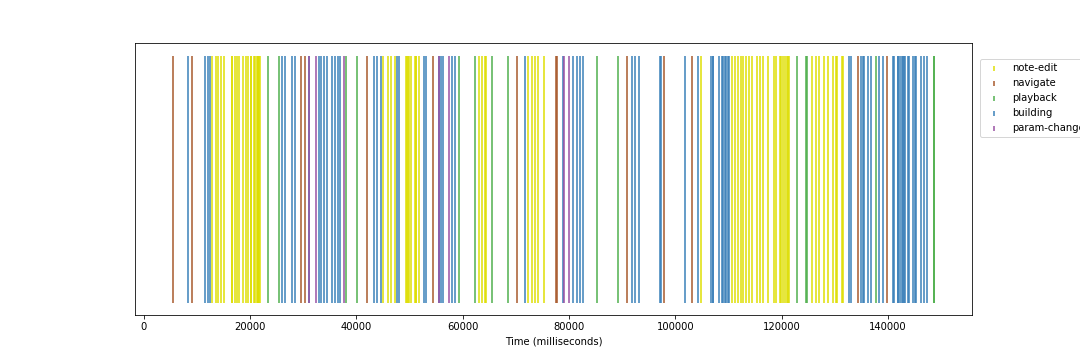 note-edit
navigate
playback
building
param-change
0 20000 40000 60000 80000 100000 120000 140000
Time (milliseconds)